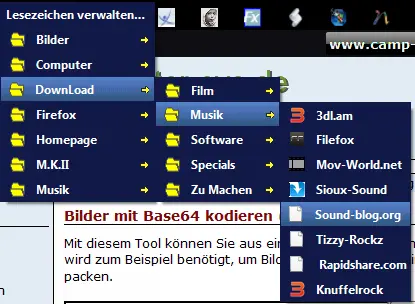 Lesezeichen verwalten...
Bilder
Computer
DownLoad
Firefox
Homepage
M.K.II
Musik
Film
Musik
Software
Specials
Zu Machen
3dl.am
Filefox
Mov-World.net
Sioux-Sound
Sound-blog.org
Tizzy-Rockz
Rapidshare.com
Knuffelrock
www.camp-
de
Bilder mit Base64 kodieren (
Mit diesem Tool können Sie aus ein
wird zum Beispiel benötigt, um Bild
packen.